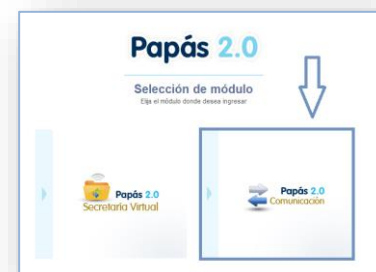 Papás 2.0
Selección de módulo
Elija el módulo donde desea ingresar
Papás 2.0
Secretaría Virtual
Papás 2.0
Comunicación